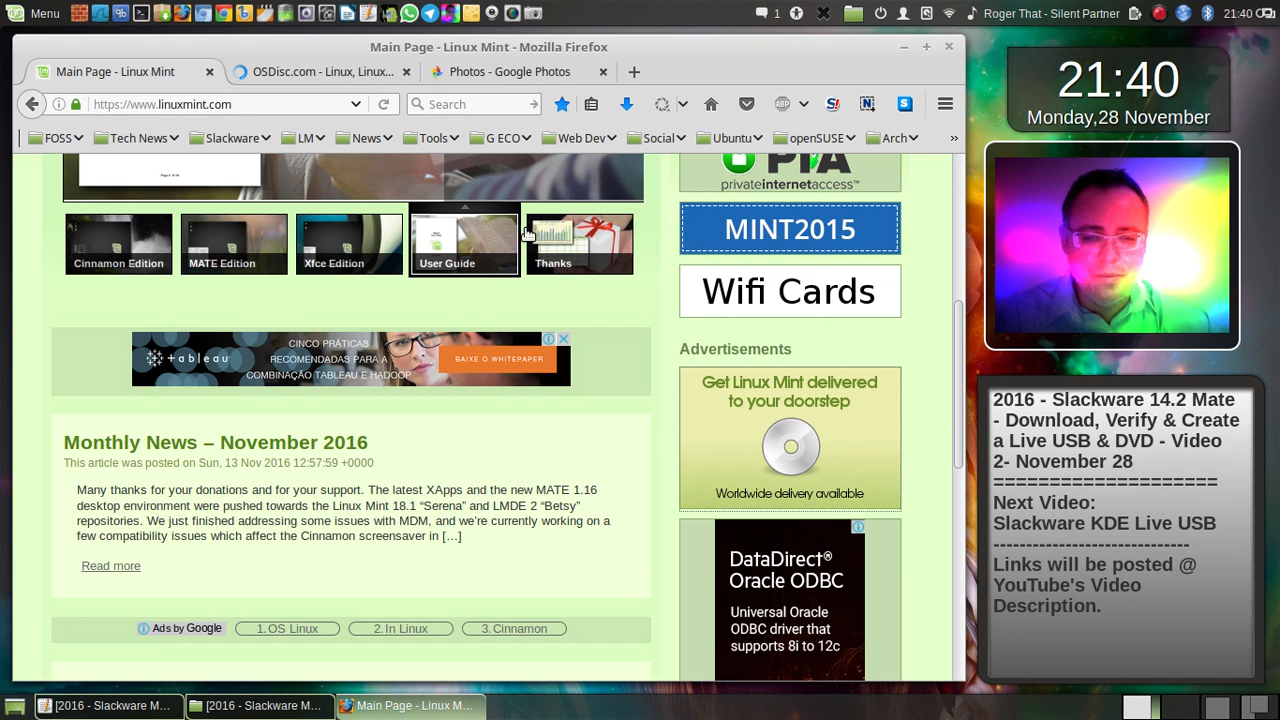 Menu
1
Roger That - Silent Partner
21:40
Main Page - Linux Mint - Mozilla Firefox
Main Page - Linux Mint
OSDisc.com - Linux, Linux...
Photos - Google Photos
https://www.linuxmint.com
Search
ABP
FOSS
Tech News
Slackware
LM
News
Tools
G ECO
Web Dev
Social
Ubuntu
openSUSE
Arch
»
Cinnamon Edition
MATE Edition
Xfce Edition
User Guide
Thanks
PIA
privateinternetaccess™
MINT2015
Wifi Cards
Advertisements
Get Linux Mint delivered
to your doorstep
Worldwide delivery available
DataDirect®
Oracle ODBC
Universal Oracle
ODBC driver that
supports 8i to 12c
+ableau
CINCO PRÁTICAS
RECOMENDADAS PARA A
COMBINAÇÃO TABLEAU E HADOOP
BAIXE O WHITEPAPER
Monthly News – November 2016
This article was posted on Sun, 13 Nov 2016 12:57:59 +0000
Many thanks for your donations and for your support. The latest XApps and the new MATE 1.16
desktop environment were pushed towards the Linux Mint 18.1 “Serena” and LMDE 2 “Betsy”
repositories. We just finished addressing some issues with MDM, and we’re currently working on a
few compatibility issues which affect the Cinnamon screensaver in […]
Read more
Ads by Google
1. OS Linux
2. In Linux
3. Cinnamon
21:40
Monday,28 November
2016 - Slackware 14.2 Mate
- Download, Verify & Create
a Live USB & DVD - Video
2- November 28
=====================
Next Video:
Slackware KDE Live USB
------------------------------
Links will be posted @
YouTube's Video
Description.
[2016 - Slackware M...
[2016 - Slackware M...
Main Page - Linux M...